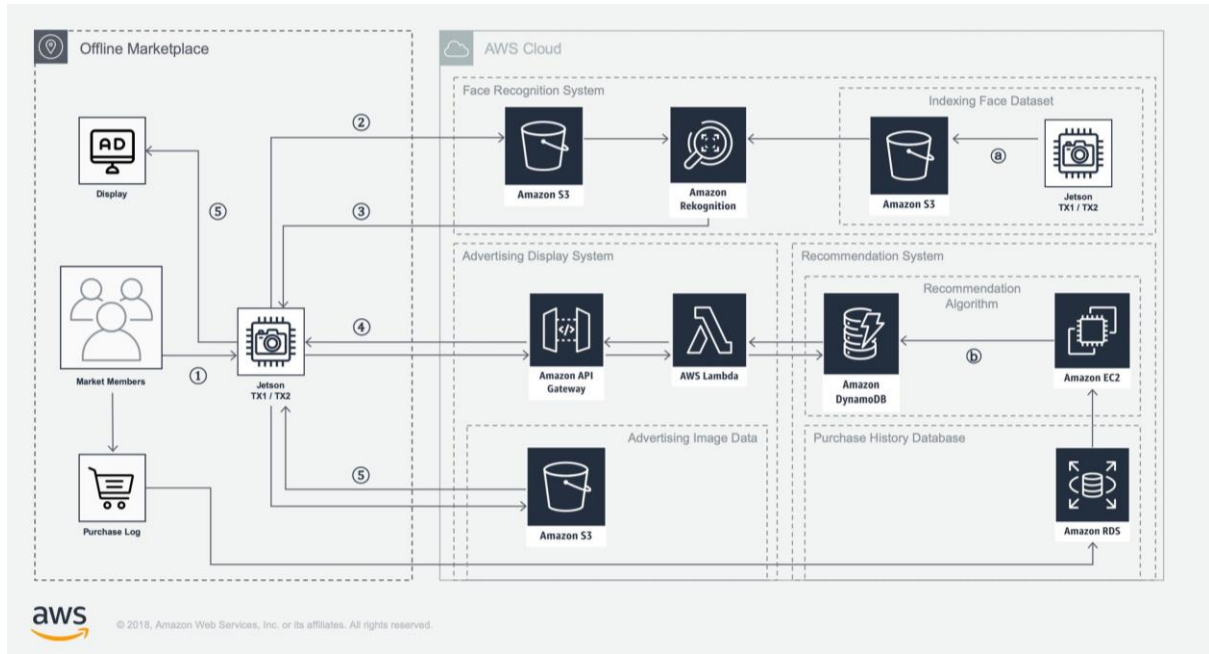 Offline Marketplace
AWS Cloud
Face Recognition System
Indexing Face Dataset
②
AD
Display
Amazon S3
Amazon
Rekognition
ⓐ
Amazon S3
Jetson
TX1 / TX2
⑤
③
Advertising Display System
Recommendation System
Recommendation
Algorithm
④
</>
Market Members
①
Jetson
TX1 / TX2
Amazon API
Gateway
AWS Lambda
Amazon
DynamoDB
ⓑ
Amazon EC2
Advertising Image Data
Purchase History Database
⑤
Purchase Log
Amazon S3
Amazon RDS
aws
© 2018, Amazon Web Services, Inc. or its affiliates. All rights reserved.